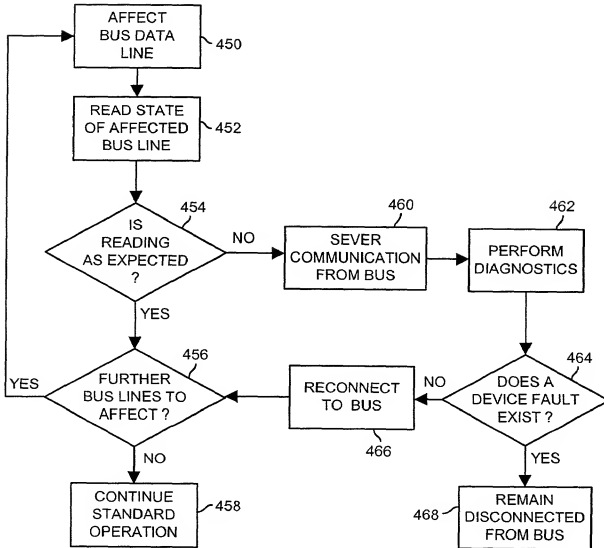 AFFECT
BUS DATA
LINE
450
READ STATE
OF AFFECTED
BUS LINE
452
IS
READING
AS EXPECTED
?
454
NO
YES
460
SEVER
COMMUNICATION
FROM BUS
462
PERFORM
DIAGNOSTICS
456
YES
FURTHER
BUS LINES TO
AFFECT ?
NO
RECONNECT
TO BUS
466
NO
464
DOES A
DEVICE FAULT
EXIST ?
YES
CONTINUE
STANDARD
OPERATION
458
468
REMAIN
DISCONNECTED
FROM BUS